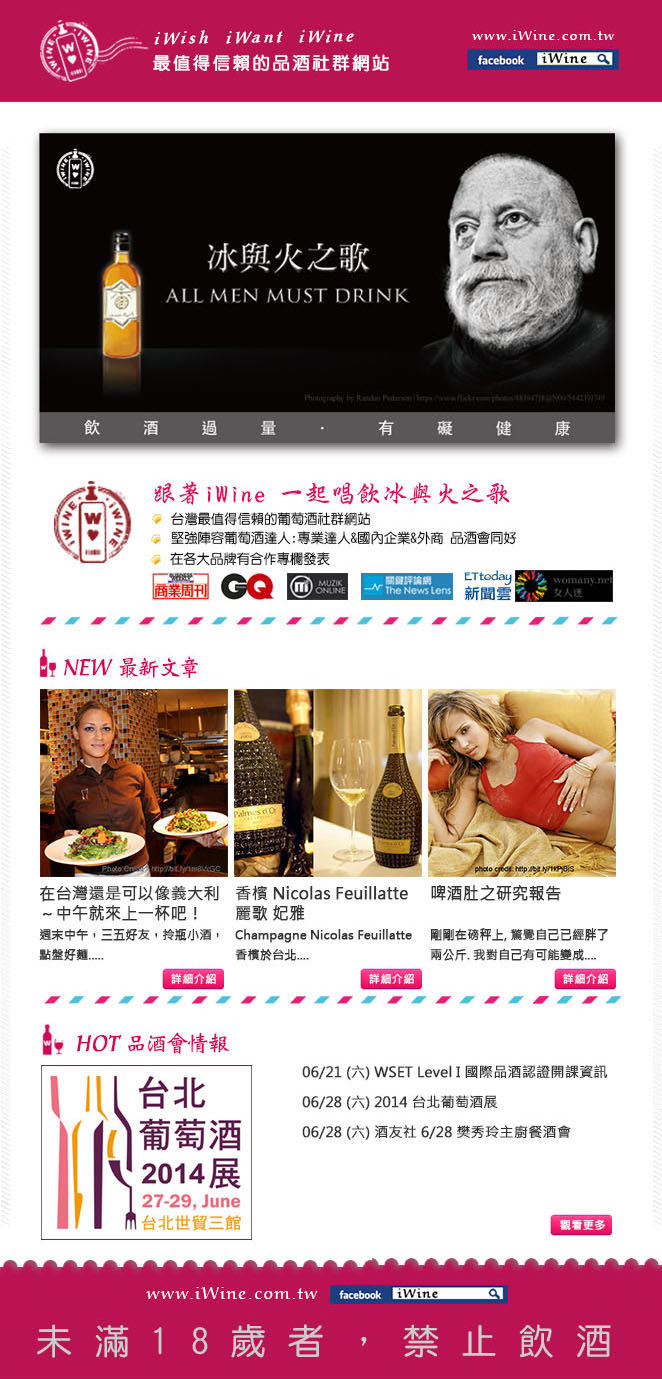 iWish iWant iWine
最值得信賴的品酒社群網站
www.iWine.com.tw
facebook iWine
IWINE
W
IWINE
冰與火之歌
ALL MEN MUST DRINK
Photography by Randen Pederson | https://www.flickr.com/photos/48394718@N00/5442391749
飲酒過量．有礙健康
IWINE
W
IWINE
跟著iWine 一起唱飲冰與火之歌
台灣最值得信賴的葡萄酒社群網站
堅強陣容葡萄酒達人:專業達人&國內企業&外商 品酒會同好
在各大品牌有合作專欄發表
BUSINESS WEEKLY
商業周刊
GQ
MUZIK ONLINE
關鍵評論網
The News Lens
ETtoday
新聞雲
womany.net
女人迷
NEW 最新文章
photo creds: http://bit.ly/1kPjBiS
在台灣還是可以像義大利
～中午就來上一杯吧！
週末中午，三五好友，拎瓶小酒，
點盤好麵.....
詳細介紹
Palmes d'Or
香檳 Nicolas Feuillatte
麗歌 妃雅
Champagne Nicolas Feuillatte
香檳於台北....
詳細介紹
啤酒肚之研究報告
剛剛在磅秤上, 驚覺自己已經胖了
兩公斤. 我對自己有可能變成....
詳細介紹
HOT 品酒會情報
台北
葡萄酒
2014展
27-29, June
台北世貿三館
06/21 (六) WSET Level I 國際品酒認證開課資訊
06/28 (六) 2014 台北葡萄酒展
06/28 (六) 酒友社 6/28 樊秀玲主廚餐酒會
觀看更多
www.iWine.com.tw
facebook iWine
未滿18歲者，禁止飲酒